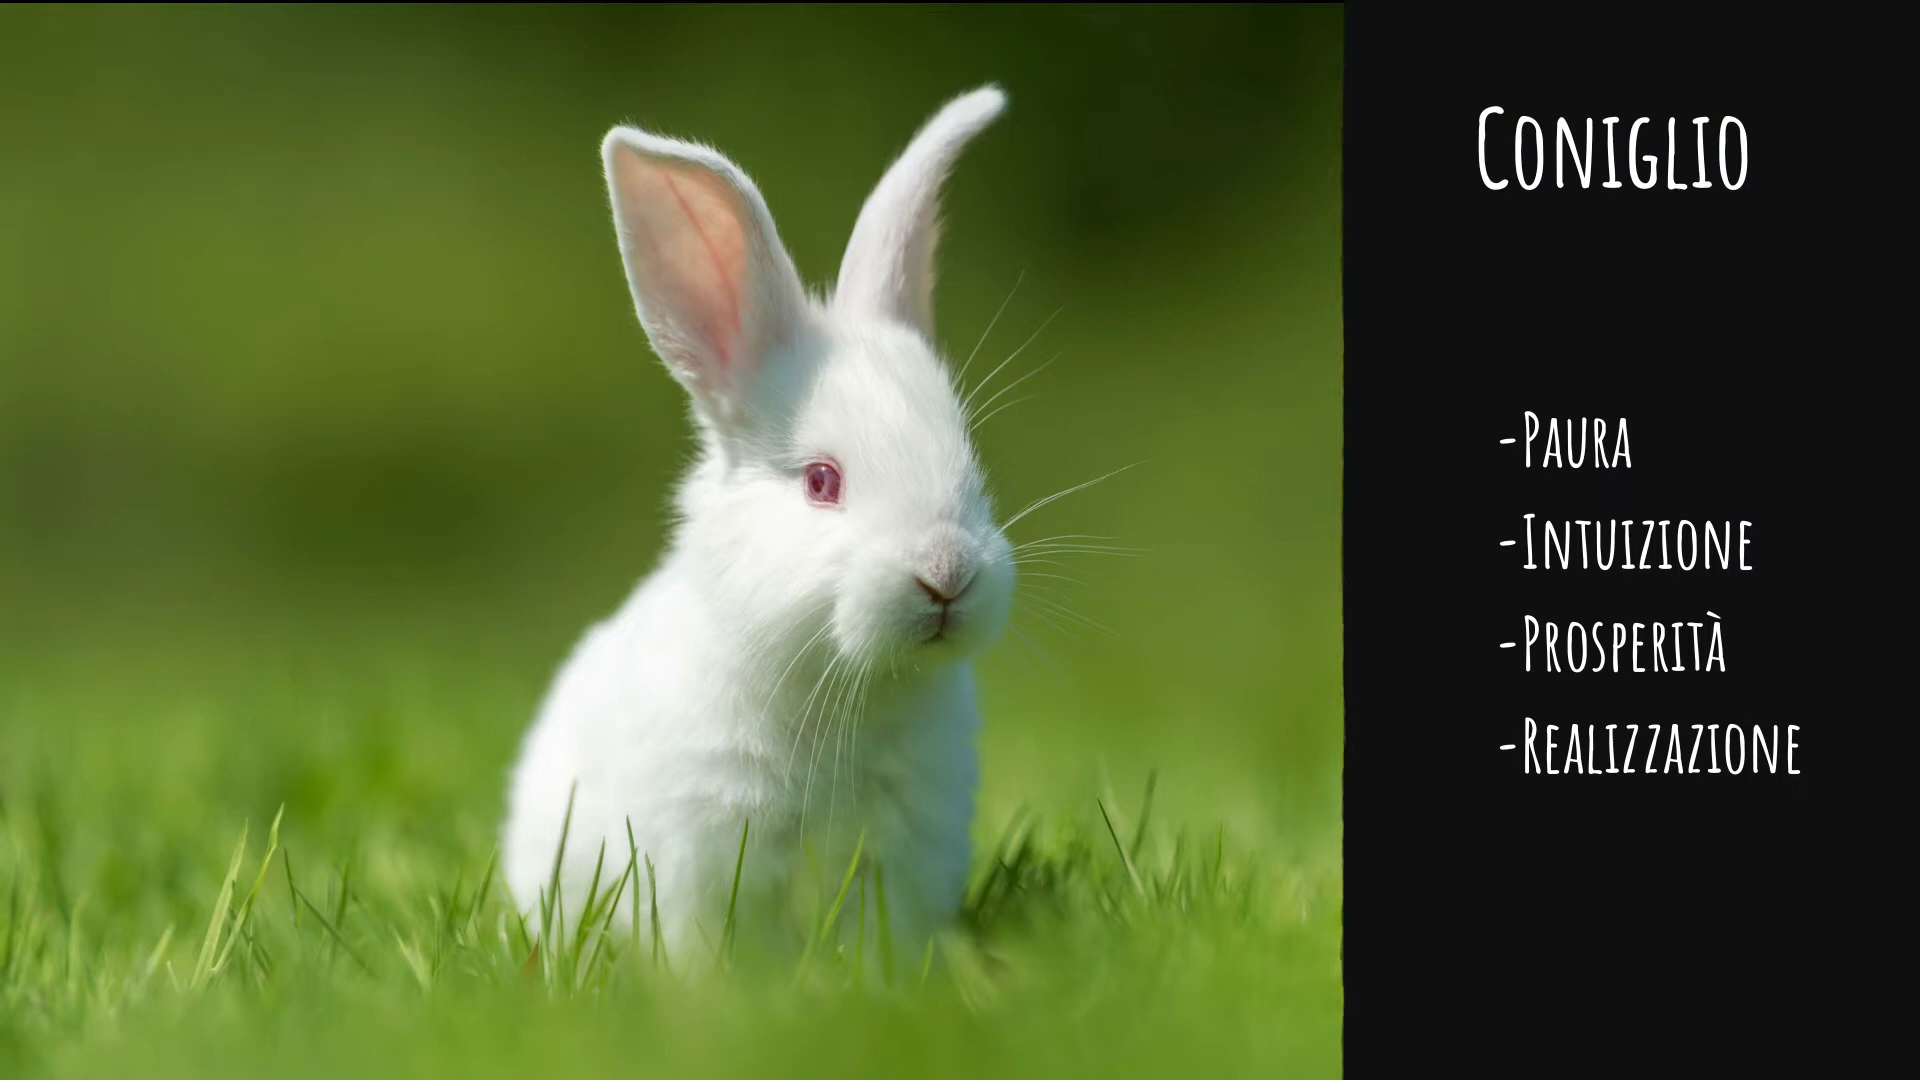 Coniglio
-Paura
-Intuizione
-Prosperità
-Realizzazione